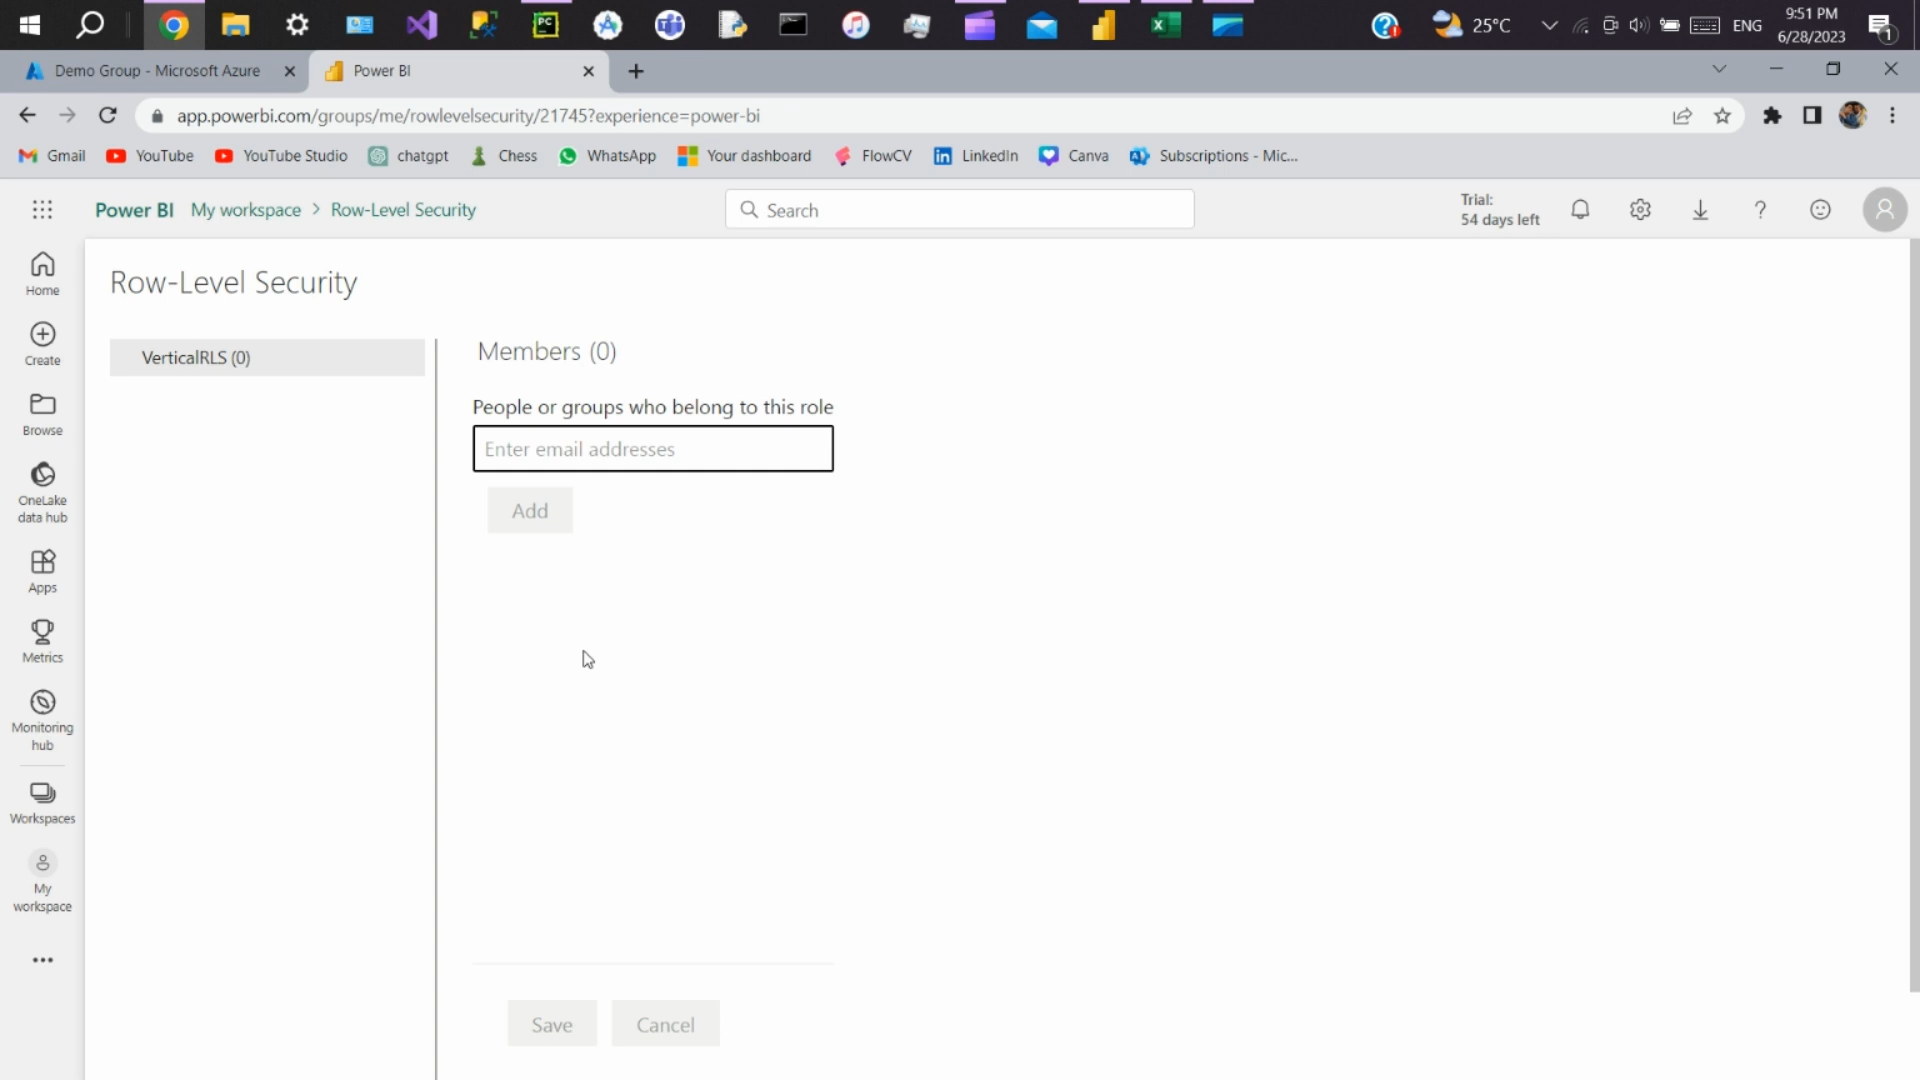 25°C
ENG
9:51 PM
6/28/2023
1
PC
Demo Group - Microsoft Azure
Power BI
app.powerbi.com/groups/me/rowlevelsecurity/21745?experience=power-bi
Gmail
YouTube
YouTube Studio
chatgpt
Chess
WhatsApp
Your dashboard
FlowCV
LinkedIn
Canva
Subscriptions - Mic...
Power BI My workspace > Row-Level Security
Search
Trial:
54 days left
Home
Create
Browse
OneLake
data hub
Apps
Metrics
Monitoring
hub
Workspaces
My
workspace
Row-Level Security
VerticalRLS (0)
Members (0)
People or groups who belong to this role
Enter email addresses
Add
Save
Cancel